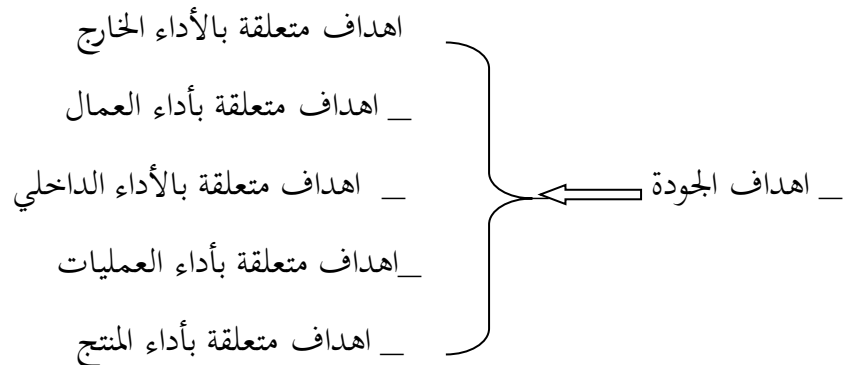 اهداف متعلقة بالأداء الخارج
_ اهداف متعلقة بأداء العمال
_ اهداف الجودة
_ اهداف متعلقة بالأداء الداخلي
_اهداف متعلقة بأداء العمليات
_ اهداف متعلقة بأداء المنتج